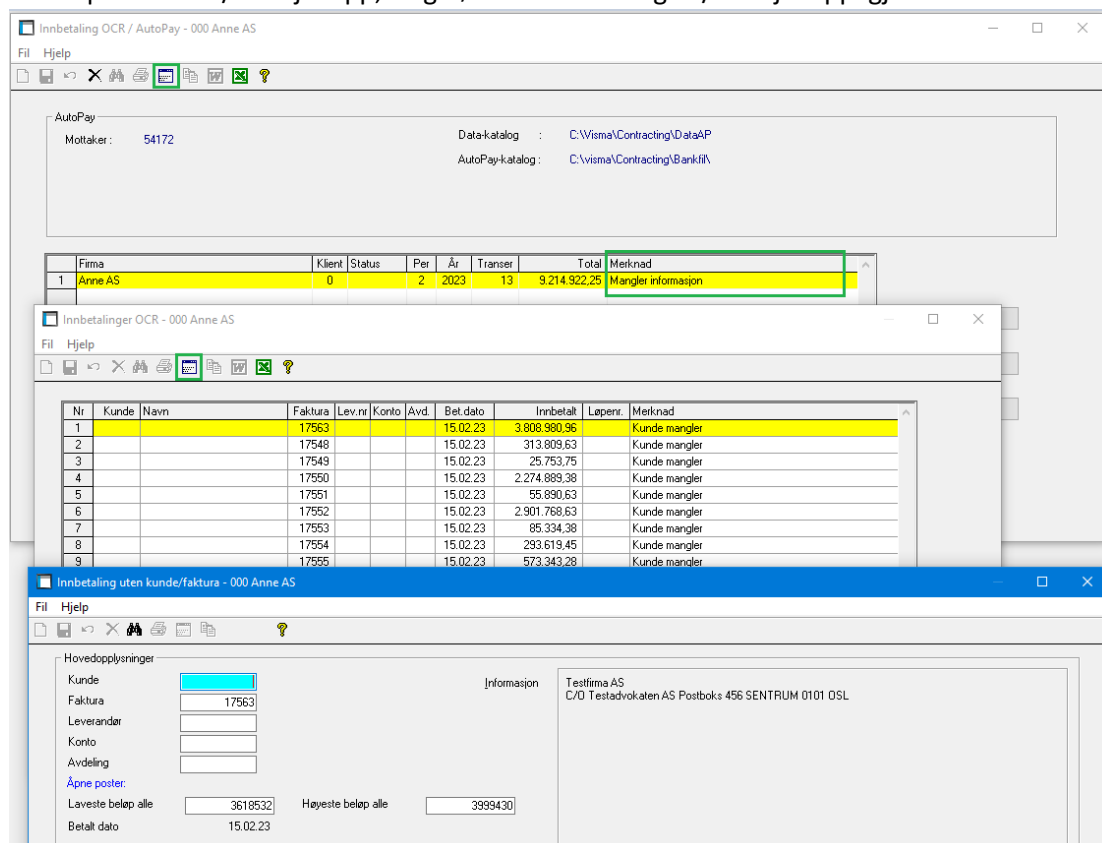 Innbetaling OCR / AutoPay - 000 Anne AS
Fil Hjelp
AutoPay
Mottaker : 54172
Data-katalog : C:\Visma\Contracting\DataAP
AutoPay-katalog : C:\visma\Contracting\Bankfil\
Firma Klient Status Per År Transer Total Merknad
1 Anne AS 0 2 2023 13 9.214.922,25 Mangler informasjon
Innbetalinger OCR - 000 Anne AS
Fil Hjelp
Nr Kunde Navn Faktura Lev.nr Konto Avd. Bet.dato Innbetalt Løpenr. Merknad
1 17563 15.02.23 3.808.980,96 Kunde mangler
2 17548 15.02.23 313.809,63 Kunde mangler
3 17549 15.02.23 25.753,75 Kunde mangler
4 17550 15.02.23 2.274.889,38 Kunde mangler
5 17551 15.02.23 55.890,63 Kunde mangler
6 17552 15.02.23 2.901.768,63 Kunde mangler
7 17553 15.02.23 85.334,38 Kunde mangler
8 17554 15.02.23 293.619,45 Kunde mangler
9 17555 15.02.23 573.343,28 Kunde mangler
Innbetaling uten kunde/faktura - 000 Anne AS
Fil Hjelp
Hovedopplysninger
Kunde
Informasjon
Testfirma AS
C/O Testadvokaten AS Postboks 456 SENTRUM 0101 OSL
Faktura 17563
Leverandør
Konto
Avdeling
Åpne poster:
Laveste beløp alle 3618532 Høyeste beløp alle 3999430
Betalt dato 15.02.23